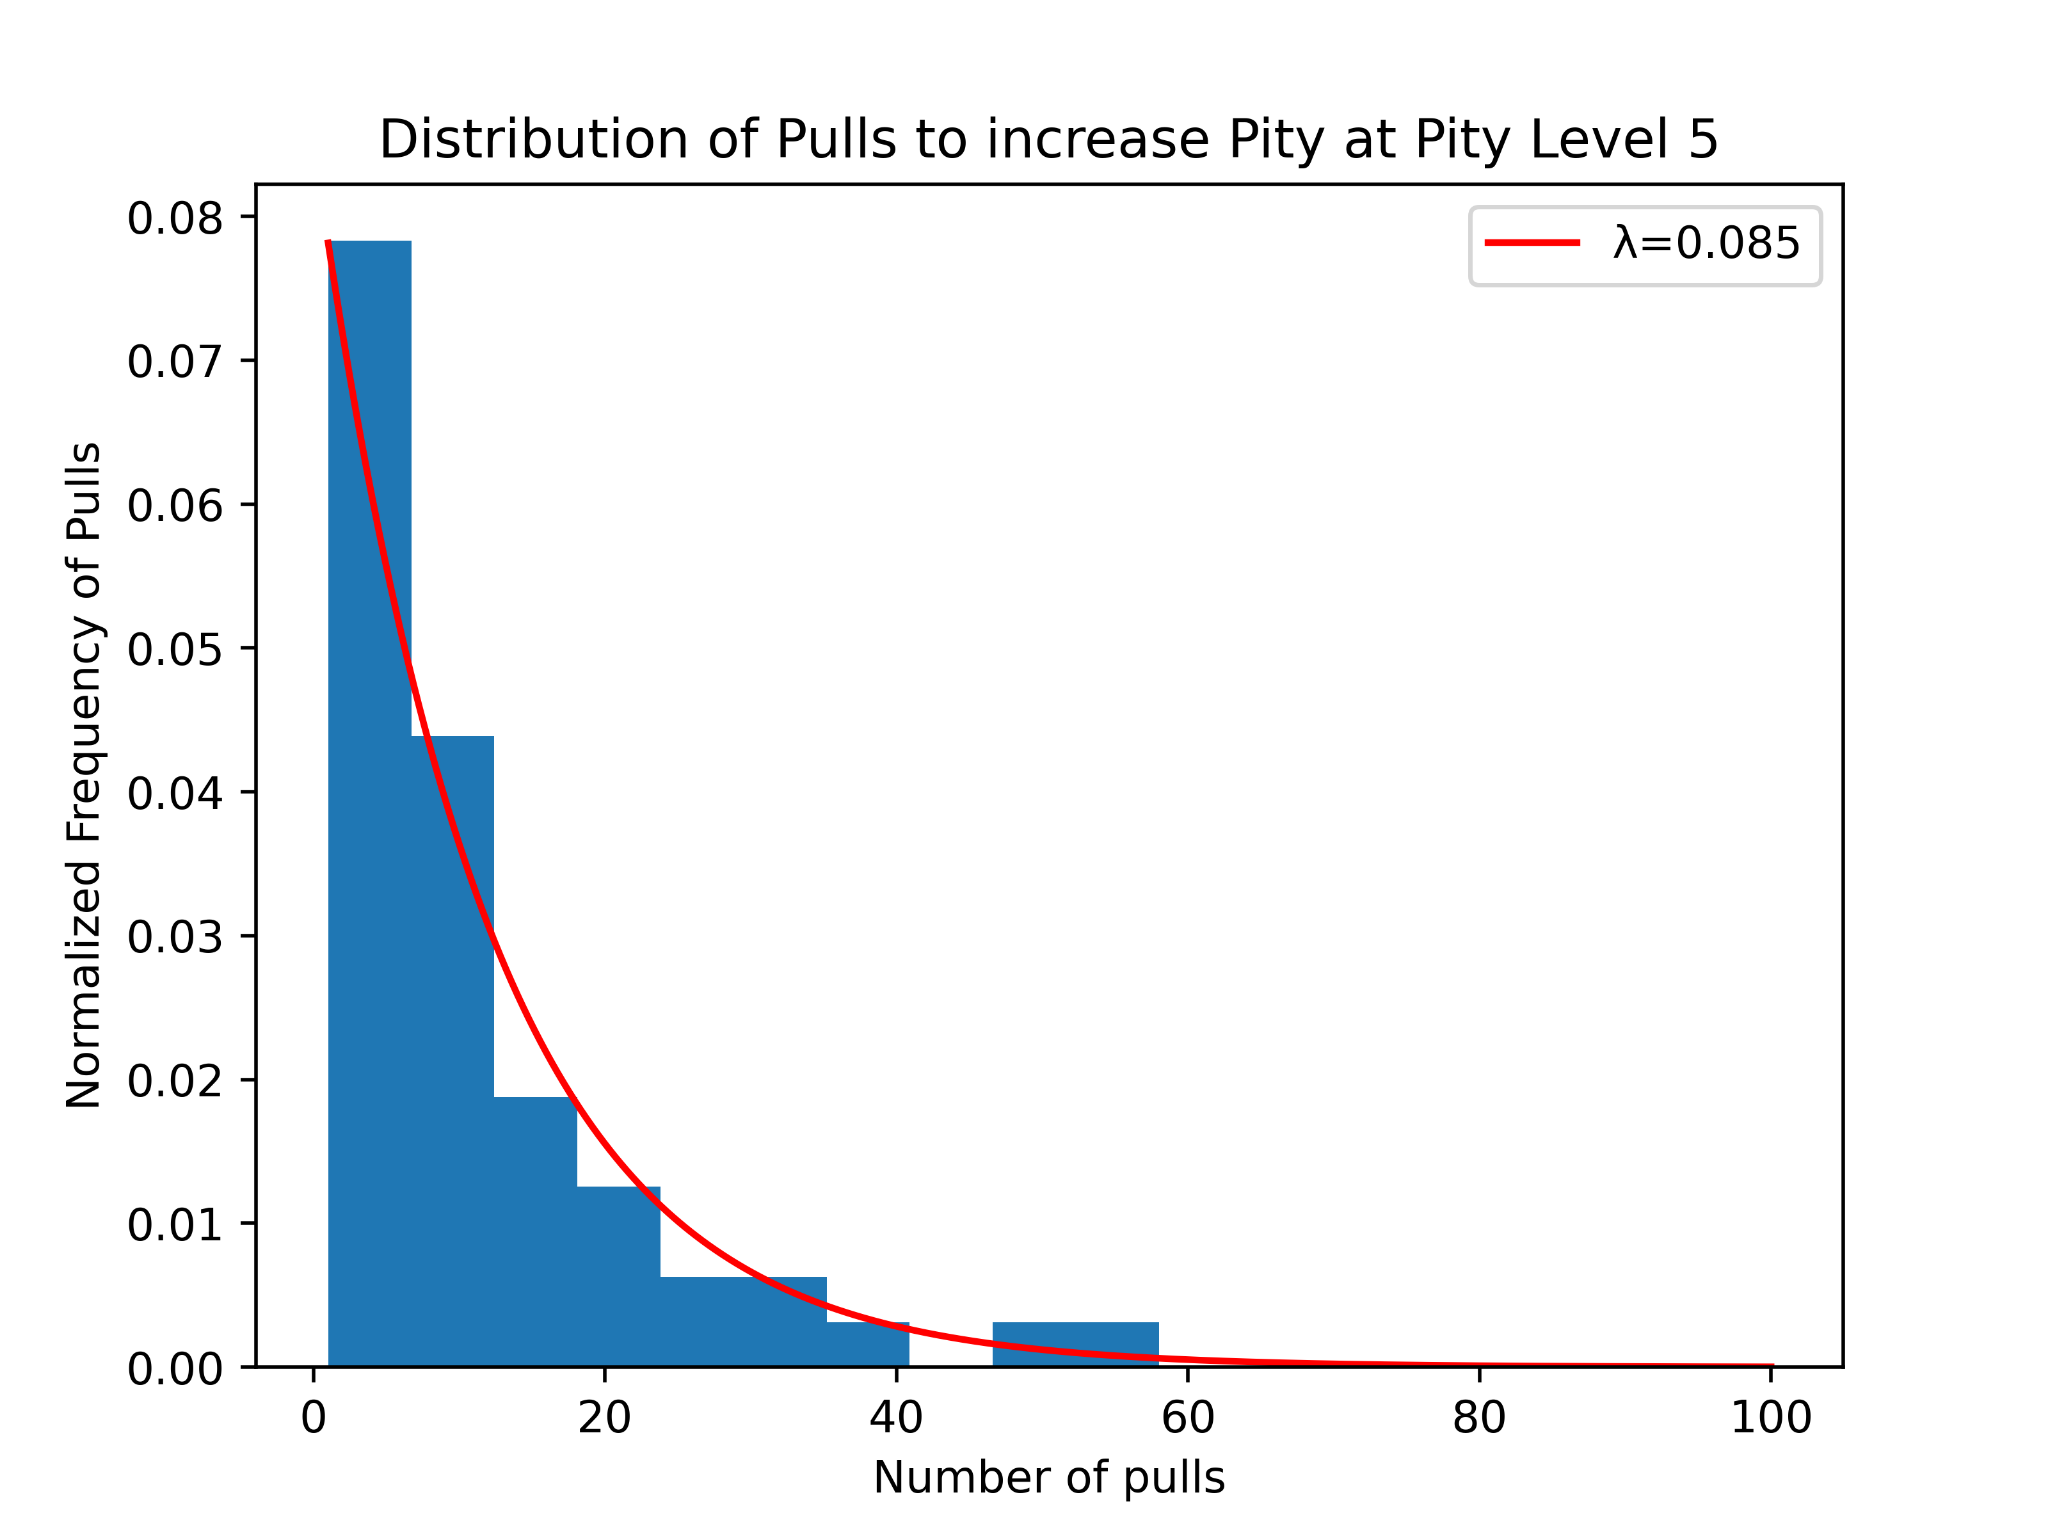 Distribution of Pulls to increase Pity at Pity Level 5
λ=0.085
Normalized Frequency of Pulls
0.08
0.07
0.06
0.05
0.04
0.03
0.02
0.01
0.00
0 20 40 60 80 100
Number of pulls